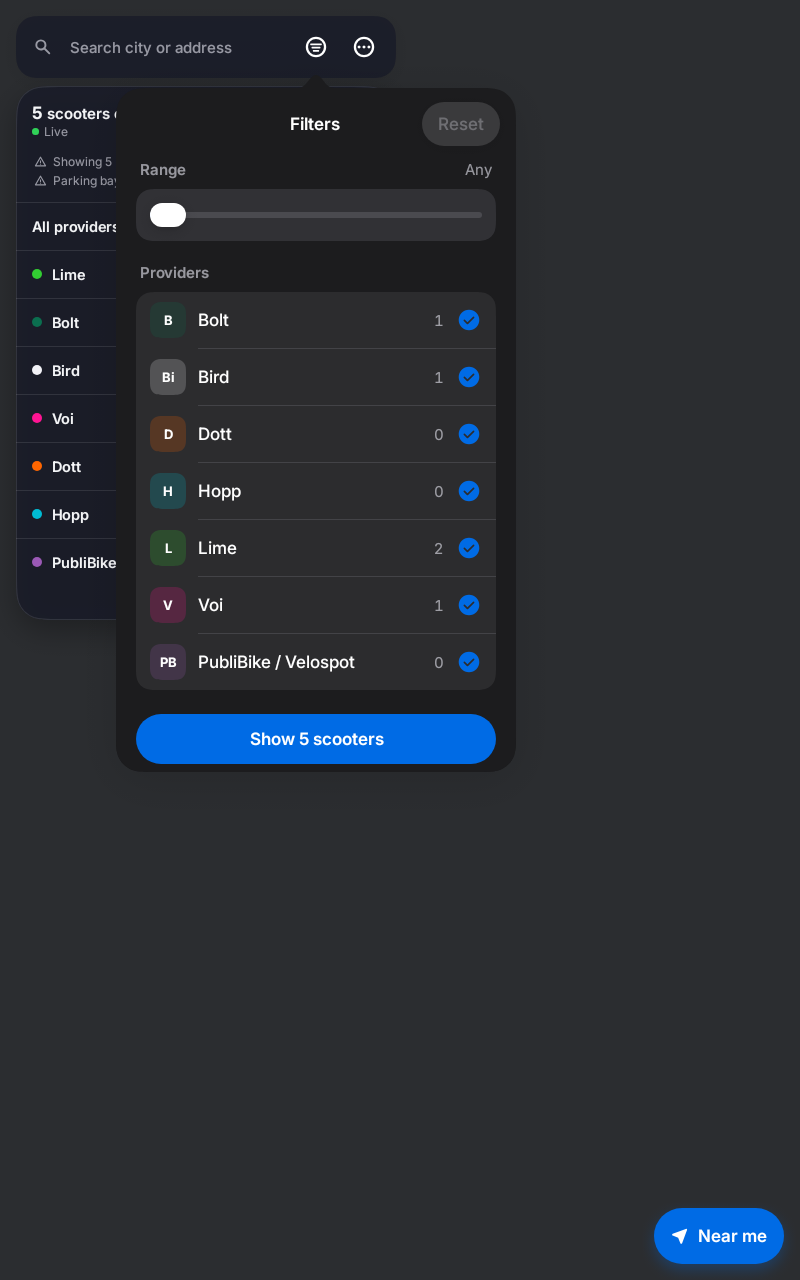 Search city or address
5 scooters
Live
Showing 5
Parking
All providers
Lime
Bolt
Bird
Voi
Dott
Hopp
PubliBike
Filters
Reset
Range
Any
Providers
B Bolt 1
Bi Bird 1
D Dott 0
H Hopp 0
L Lime 2
V Voi 1
PB PubliBike / Velospot 0
Show 5 scooters
Near me